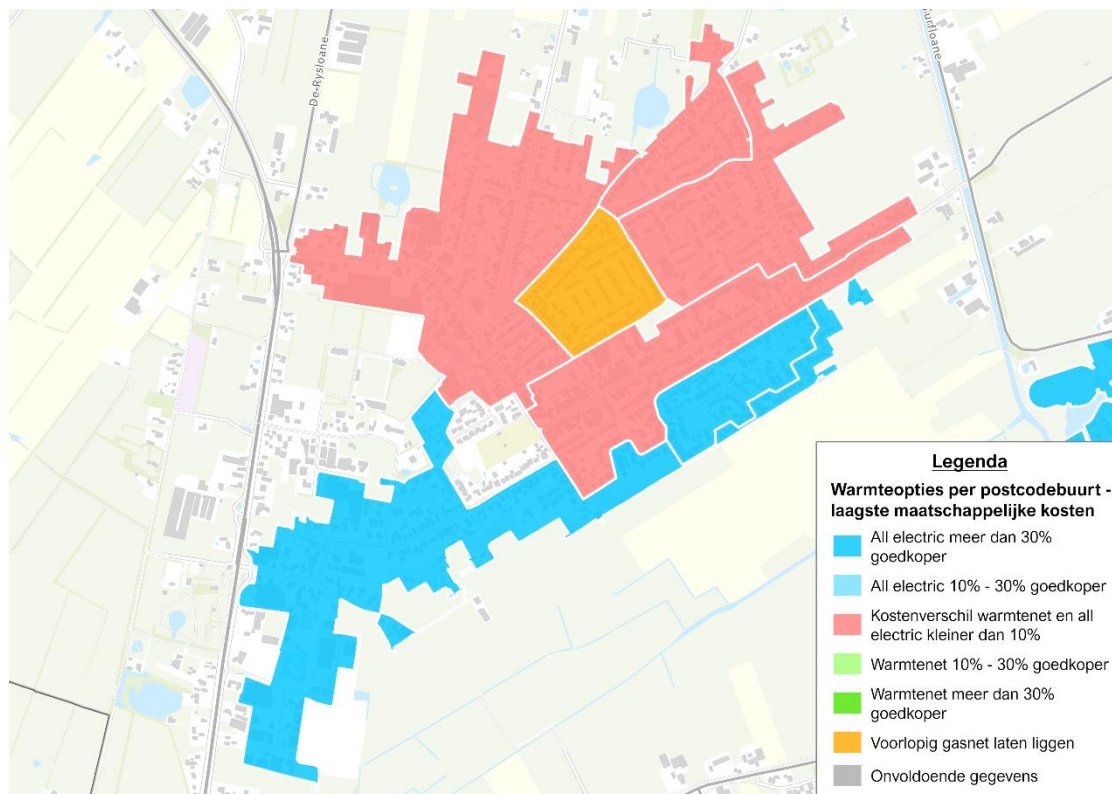 De-Rysloane
Legenda
Warmteopties per postcodebuurt -
laagste maatschappelijke kosten
All electric meer dan 30%
goedkoper
All electric 10% - 30% goedkoper
Kostenverschil warmtenet en all
electric kleiner dan 10%
Warmtenet 10% - 30% goedkoper
Warmtenet meer dan 30%
goedkoper
Voorlopig gasnet laten liggen
Onvoldoende gegevens